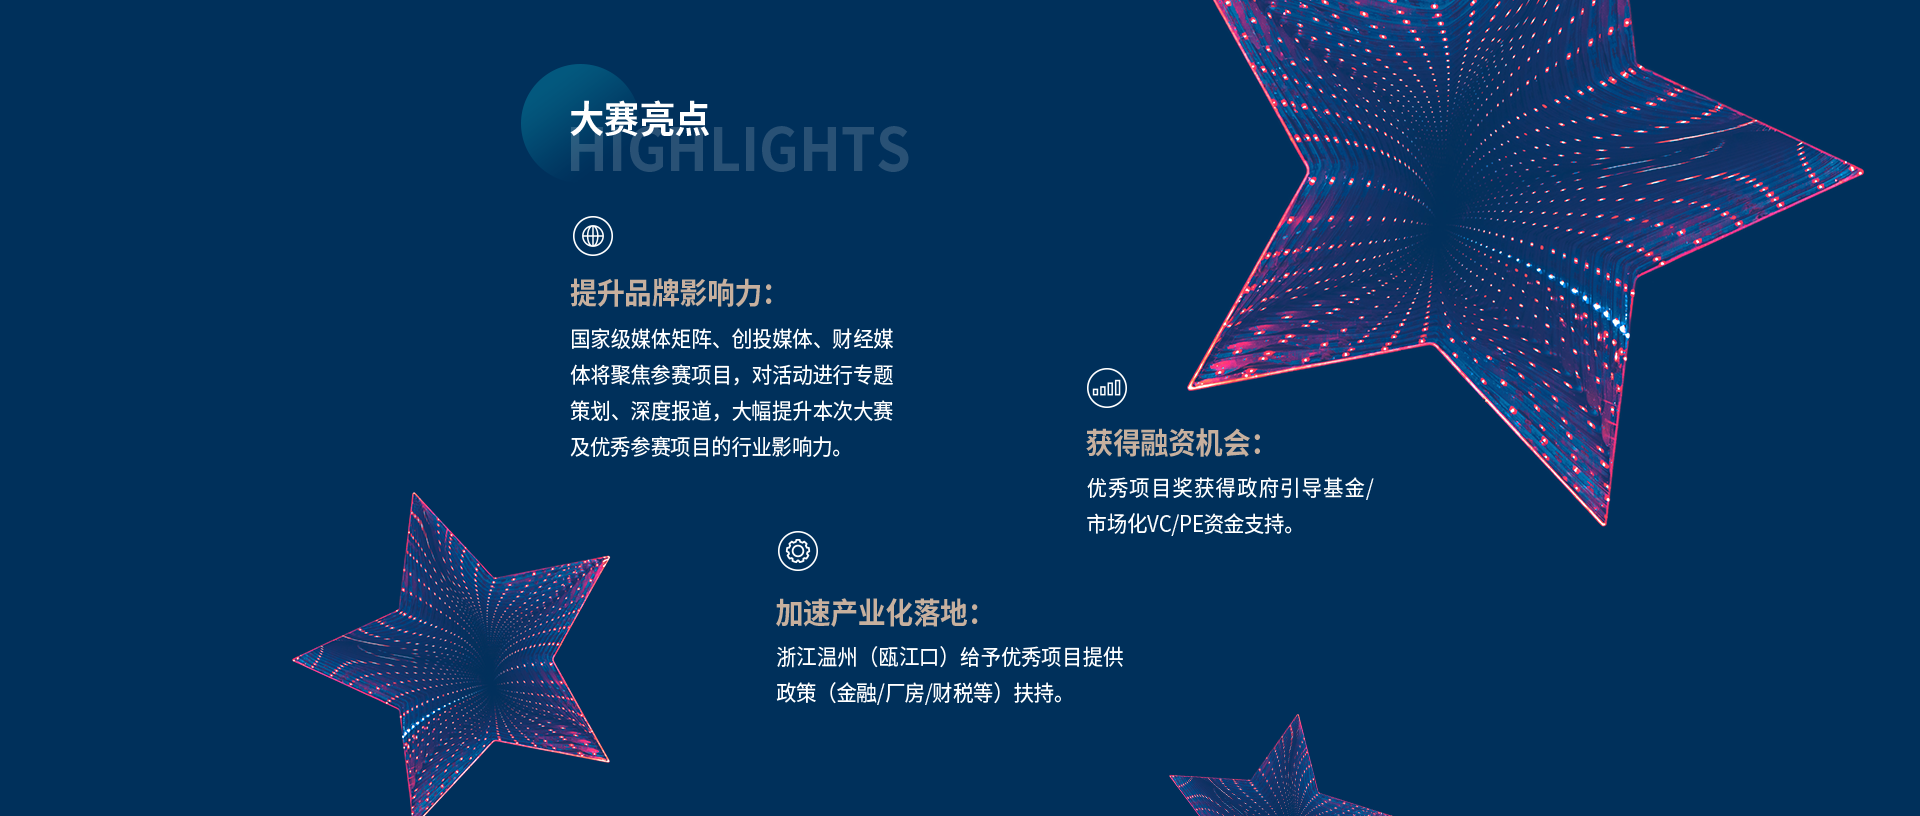 大赛亮点
HIGHLIGHTS
提升品牌影响力：
国家级媒体矩阵、创投媒体、财经媒
体将聚焦参赛项目，对活动进行专题
策划、深度报道，大幅提升本次大赛
及优秀参赛项目的行业影响力。
获得融资机会：
优秀项目奖获得政府引导基金/
市场化VC/PE资金支持。
加速产业化落地：
浙江温州（瓯江口）给予优秀项目提供
政策（金融/厂房/财税等）扶持。